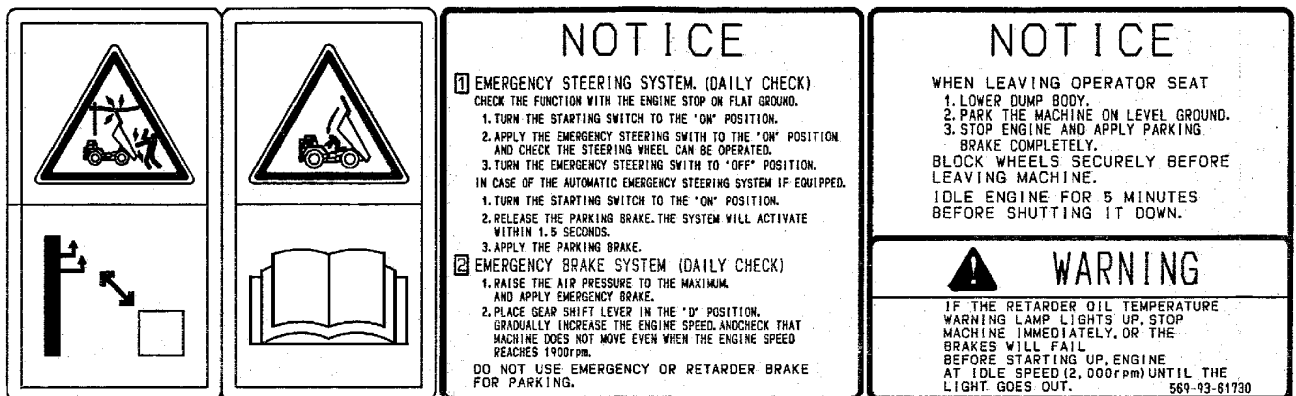 NOTICE
1 EMERGENCY STEERING SYSTEM. (DAILY CHECK)
CHECK THE FUNCTION WITH THE ENGINE STOP ON FLAT GROUND.
1. TURN THE STARTING SWITCH TO THE "ON" POSITION.
2. APPLY THE EMERGENCY STEERING SWITH TO THE "ON" POSITION
AND CHECK THE STEERING WHEEL CAN BE OPERATED.
3. TURN THE EMERGENCY STEERING SWITH TO "OFF" POSITION.
IN CASE OF THE AUTOMATIC EMERGENCY STEERING SYSTEM IF EQUIPPED.
1. TURN THE STARTING SWITCH TO THE "ON" POSITION.
2. RELEASE THE PARKING BRAKE. THE SYSTEM WILL ACTIVATE
WITHIN 1.5 SECONDS.
3. APPLY THE PARKING BRAKE.
2 EMERGENCY BRAKE SYSTEM (DAILY CHECK)
1. RAISE THE AIR PRESSURE TO THE MAXIMUM.
AND APPLY EMERGENCY BRAKE.
2. PLACE GEAR SHIFT LEVER IN THE "D" POSITION.
GRADUALLY INCREASE THE ENGINE SPEED. ANDCHECK THAT
MACHINE DOES NOT MOVE EVEN WHEN THE ENGINE SPEED
REACHES 1900rpm.
DO NOT USE EMERGENCY OR RETARDER BRAKE
FOR PARKING.
NOTICE
WHEN LEAVING OPERATOR SEAT
1. LOWER DUMP BODY.
2. PARK THE MACHINE ON LEVEL GROUND.
3. STOP ENGINE AND APPLY PARKING
BRAKE COMPLETELY.
BLOCK WHEELS SECURELY BEFORE
LEAVING MACHINE.
IDLE ENGINE FOR 5 MINUTES
BEFORE SHUTTING IT DOWN.
WARNING
IF THE RETARDER OIL TEMPERATURE
WARNING LAMP LIGHTS UP, STOP
MACHINE IMMEDIATELY, OR THE
BRAKES WILL FAIL
BEFORE STARTING UP, ENGINE
AT IDLE SPEED (2,000rpm) UNTIL THE
LIGHT GOES OUT.
569-93-61730